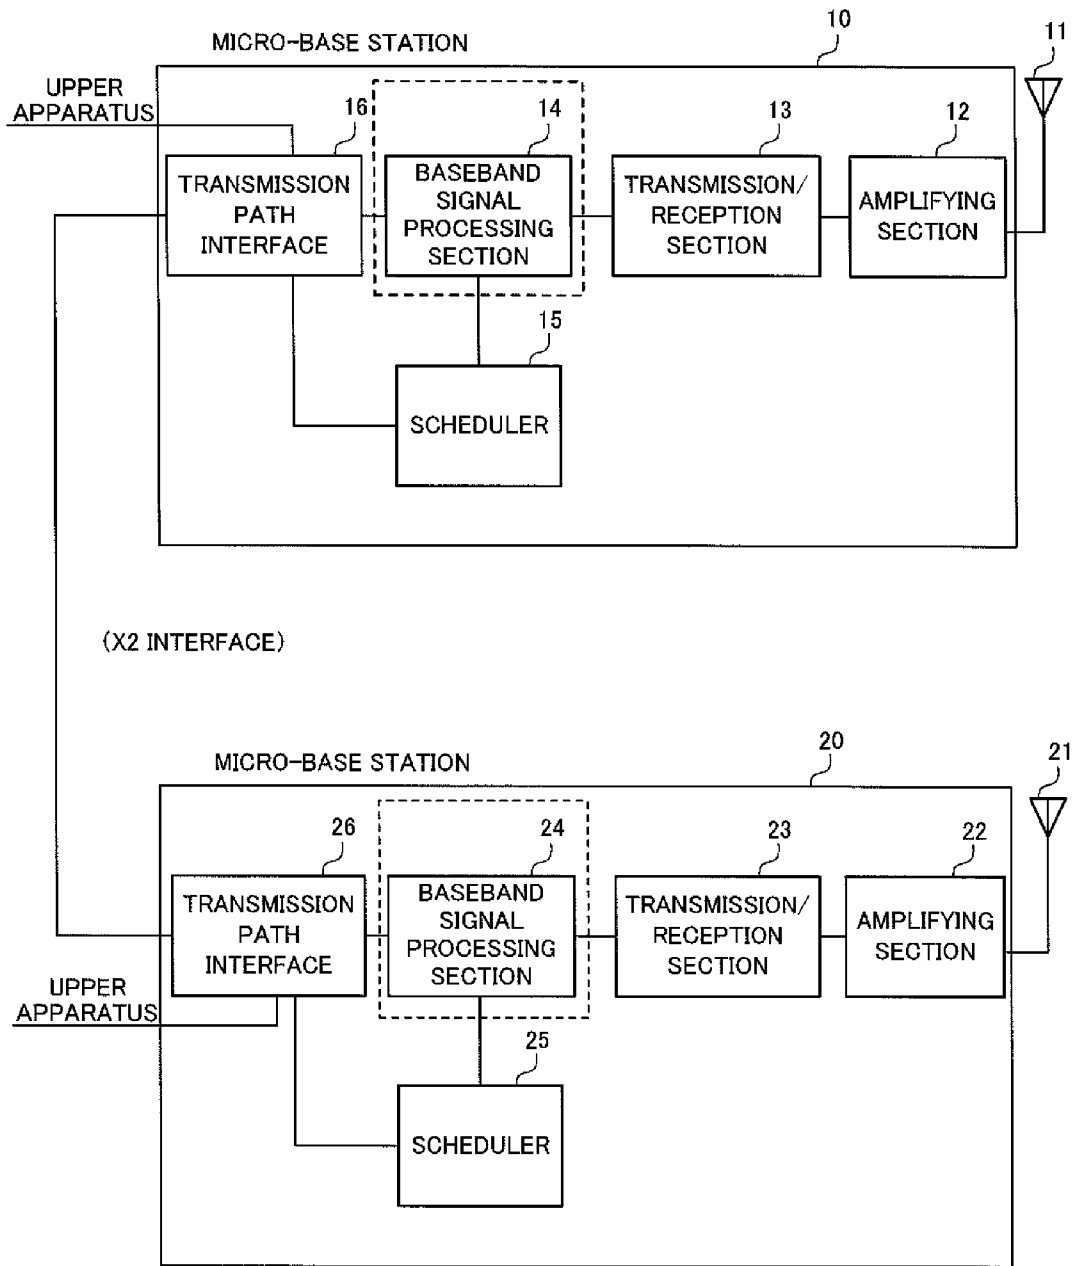 MICRO-BASE STATION
10
11
UPPER
APPARATUS
16
14
13
12
TRANSMISSION
PATH
INTERFACE
BASEBAND
SIGNAL
PROCESSING
SECTION
TRANSMISSION/
RECEPTION
SECTION
AMPLIFYING
SECTION
15
SCHEDULER
(X2 INTERFACE)
MICRO-BASE STATION
20
21
26
24
23
22
TRANSMISSION
PATH
INTERFACE
BASEBAND
SIGNAL
PROCESSING
SECTION
TRANSMISSION/
RECEPTION
SECTION
AMPLIFYING
SECTION
UPPER
APPARATUS
25
SCHEDULER